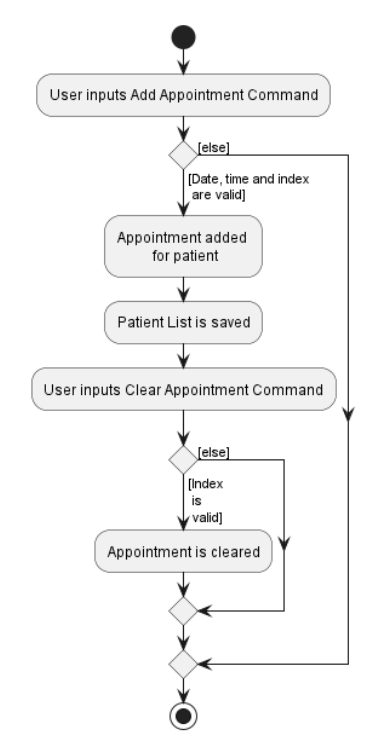 User inputs Add Appointment Command
[else]
[Date, time and index
are valid]
Appointment added
for patient
Patient List is saved
User inputs Clear Appointment Command
[else]
[Index
is
valid]
Appointment is cleared